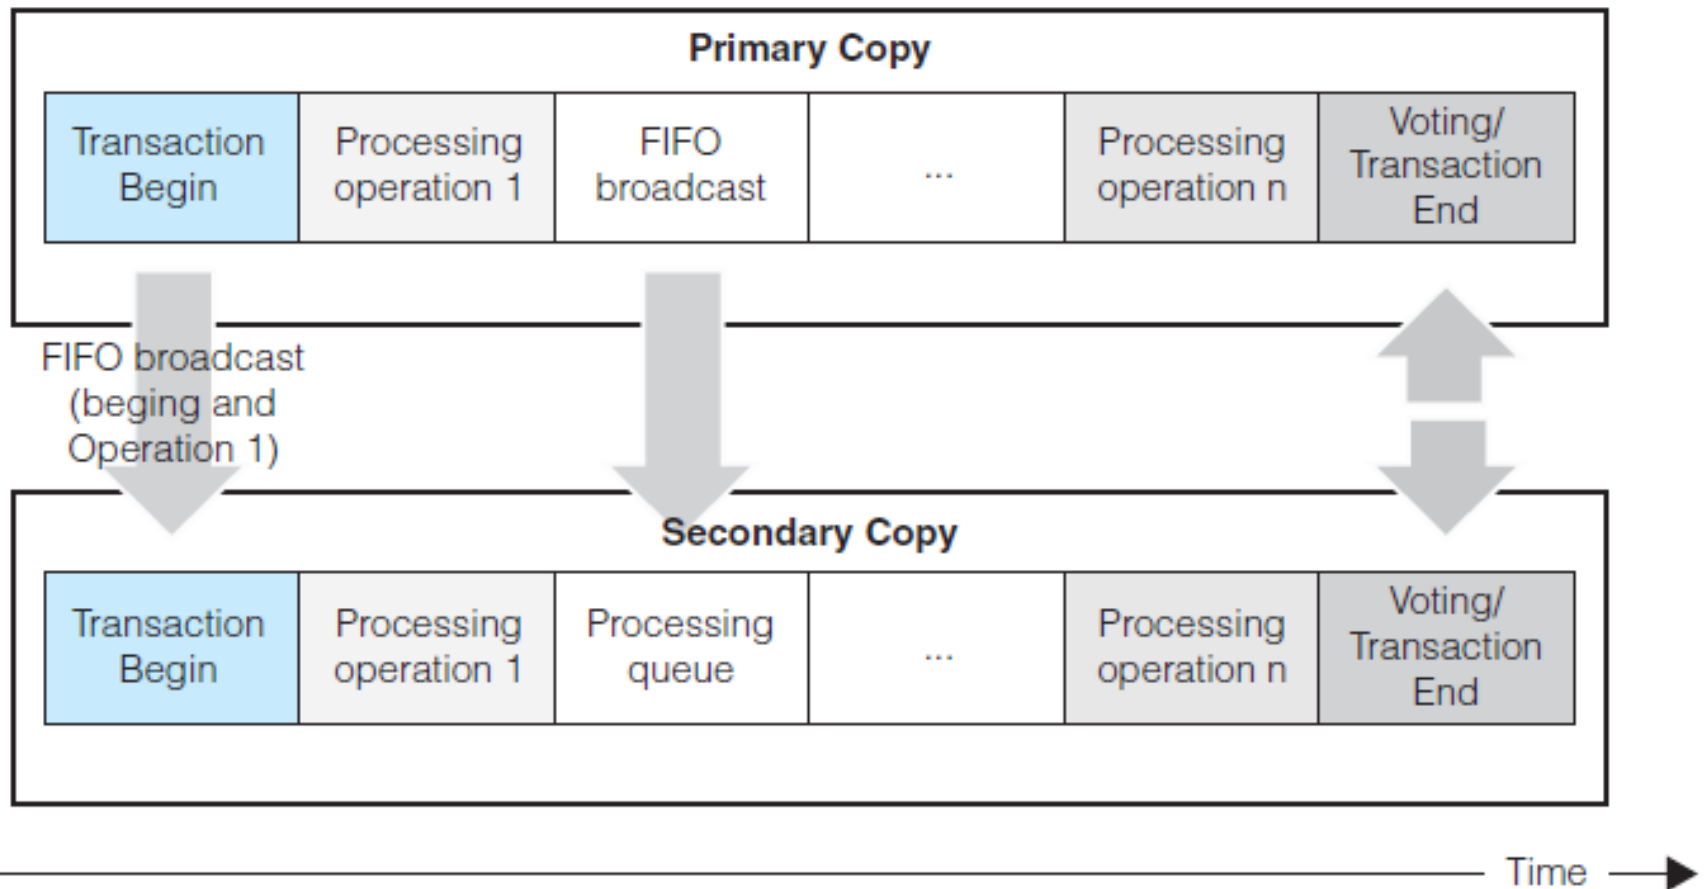 Primary Copy
Transaction
Begin
Processing
operation 1
FIFO
broadcast
...
Processing
operation n
Voting/
Transaction
End
FIFO broadcast
(beging and
Operation 1)
Secondary Copy
Transaction
Begin
Processing
operation 1
Processing
queue
...
Processing
operation n
Voting/
Transaction
End
Time